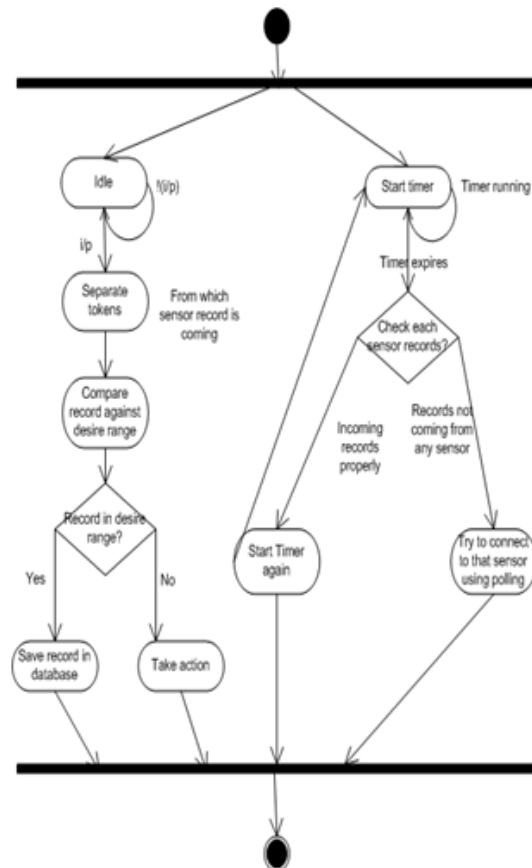 Idle
!(i/p)
i/p
Separate
tokens
From which
sensor record is
coming
Compare
record against
desire range
Record in desire
range?
Yes
No
Save record in
database
Take action
Start timer
Timer running
Timer expires
Check each
sensor records?
Incoming
records
properly
Records not
coming from
any sensor
Start Timer
again
Try to connect
to that sensor
using polling